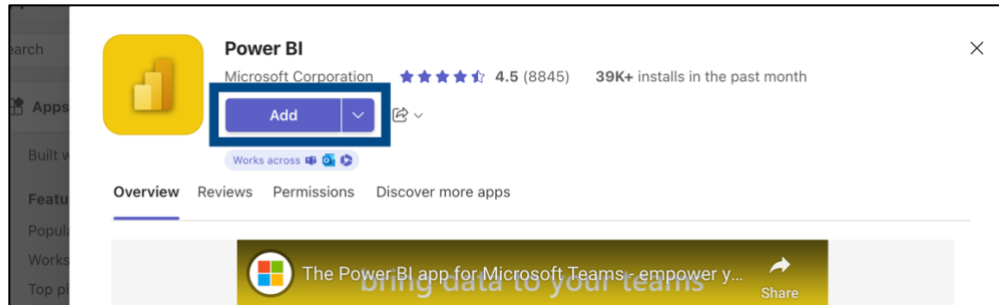 earch
Apps
Built w
Featu
Popula
Works
Top pi
Power BI
Microsoft Corporation 4.5 (8845) 39K+ installs in the past month
Add
Works across
Overview Reviews Permissions Discover more apps
The Power BI app for Microsoft Teams - empower y...
bring data to your teams
Share